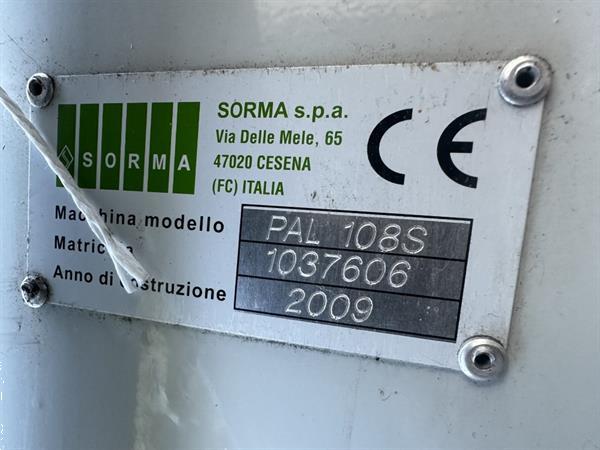 SORMA
SORMA s.p.a.
Via Delle Mele, 65
47020 CESENA
(FC) ITALIA
CE
Macchina modello PAL 108S
Matricola 1037606
Anno di costruzione 2009